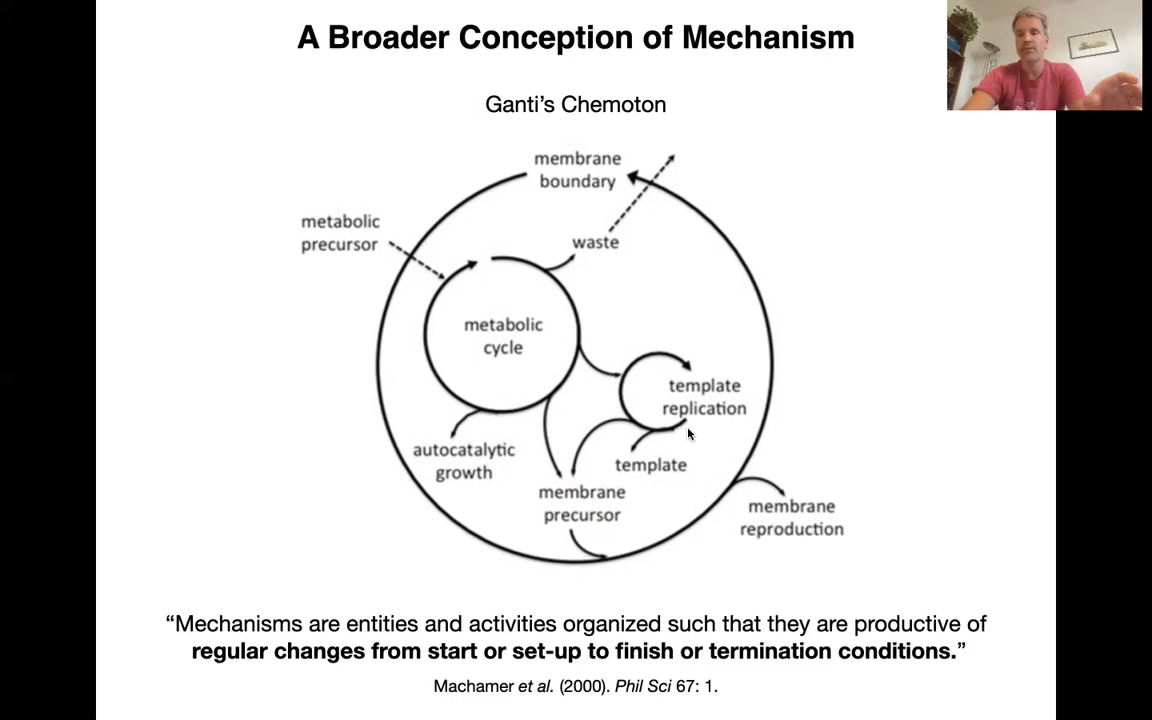 A Broader Conception of Mechanism
Ganti's Chemoton
membrane
boundary
metabolic
precursor
waste
metabolic
cycle
template
replication
autocatalytic
growth
template
membrane
precursor
membrane
reproduction
“Mechanisms are entities and activities organized such that they are productive of
regular changes from start or set-up to finish or termination conditions.”
Machamer et al. (2000). Phil Sci 67: 1.